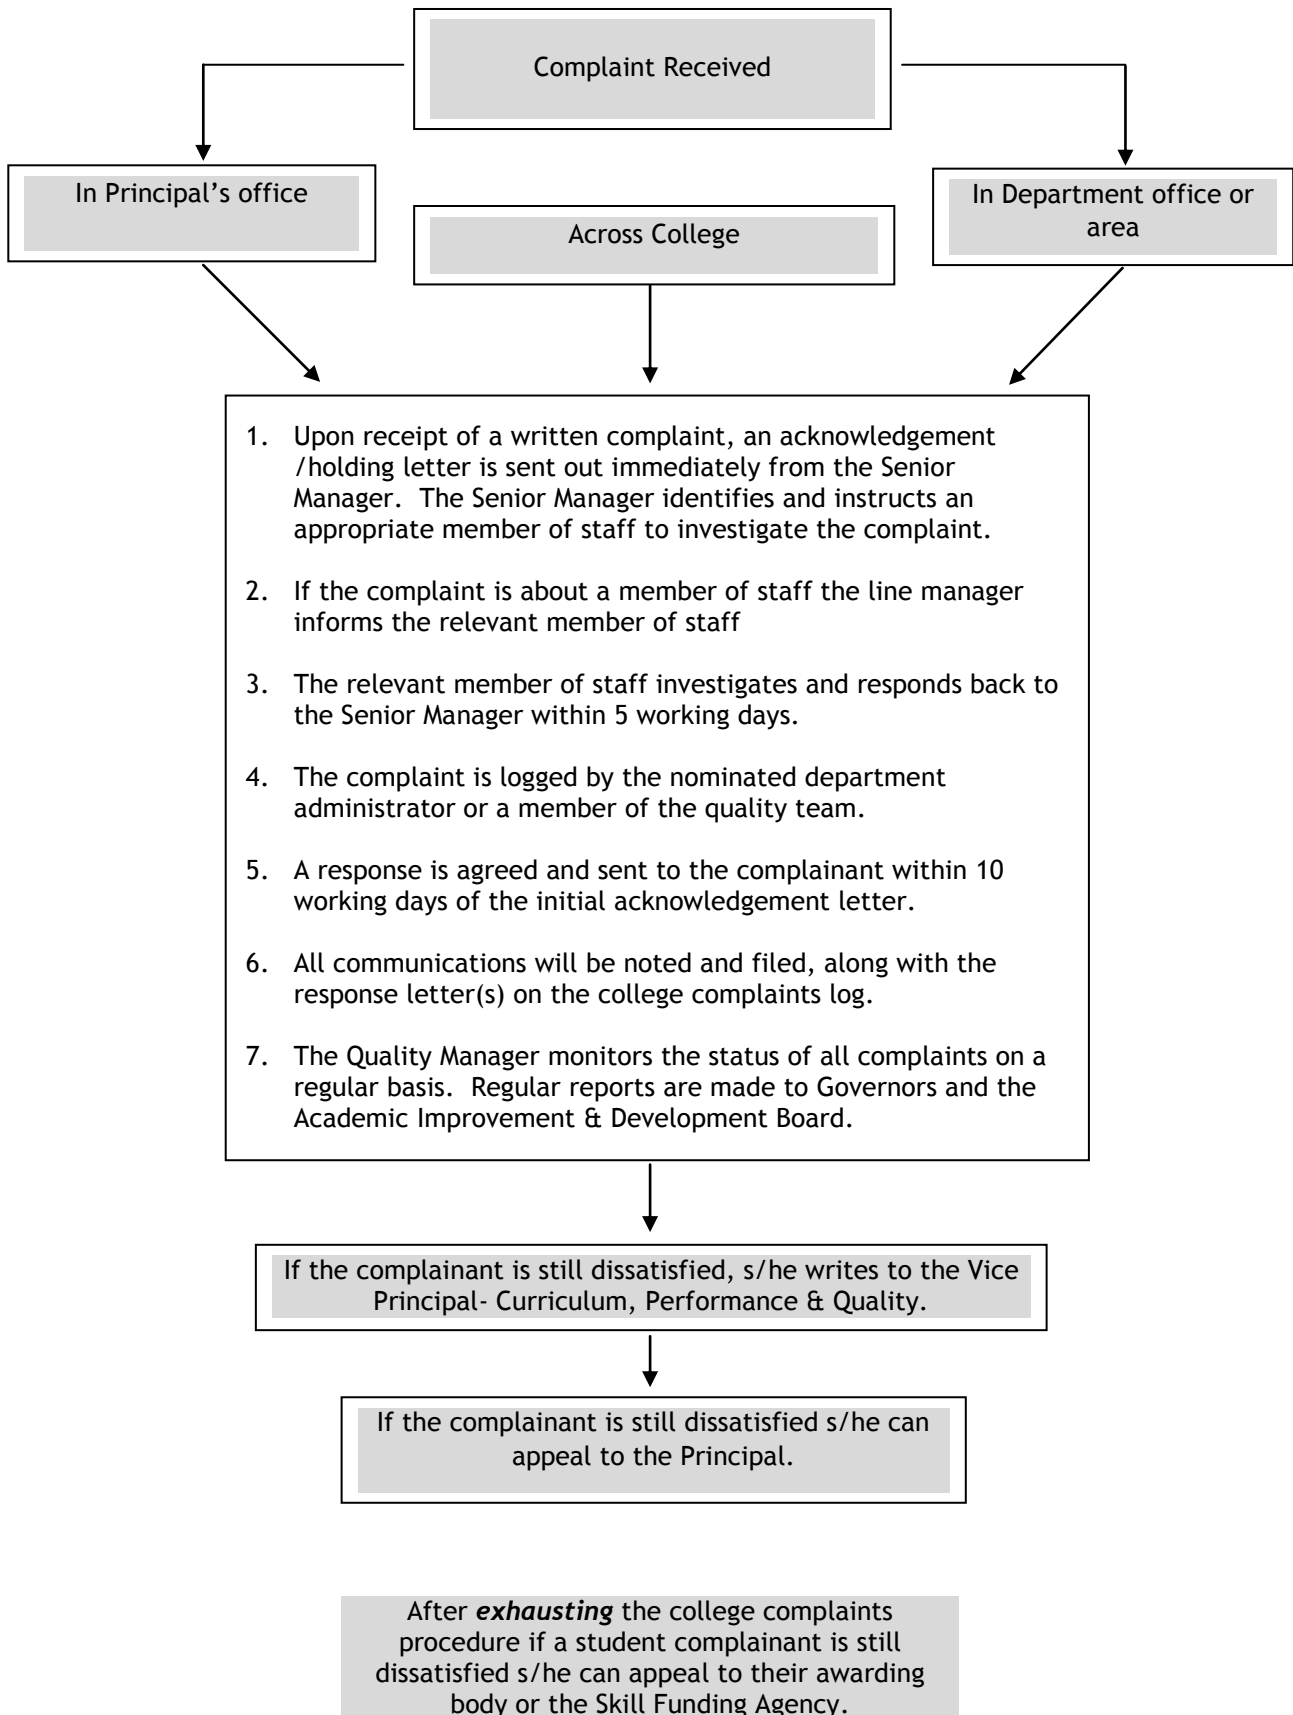 Complaint Received
In Principal’s office
Across College
In Department office or
area
1. Upon receipt of a written complaint, an acknowledgement
/holding letter is sent out immediately from the Senior
Manager.  The Senior Manager identifies and instructs an
appropriate member of staff to investigate the complaint.
2. If the complaint is about a member of staff the line manager
informs the relevant member of staff
3. The relevant member of staff investigates and responds back to
the Senior Manager within 5 working days.
4. The complaint is logged by the nominated department
administrator or a member of the quality team.
5. A response is agreed and sent to the complainant within 10
working days of the initial acknowledgement letter.
6. All communications will be noted and filed, along with the
response letter(s) on the college complaints log.
7. The Quality Manager monitors the status of all complaints on a
regular basis.  Regular reports are made to Governors and the
Academic Improvement & Development Board.
If the complainant is still dissatisfied, s/he writes to the Vice
Principal- Curriculum, Performance & Quality.
If the complainant is still dissatisfied s/he can
appeal to the Principal.
After exhausting the college complaints
procedure if a student complainant is still
dissatisfied s/he can appeal to their awarding
body or the Skill Funding Agency.